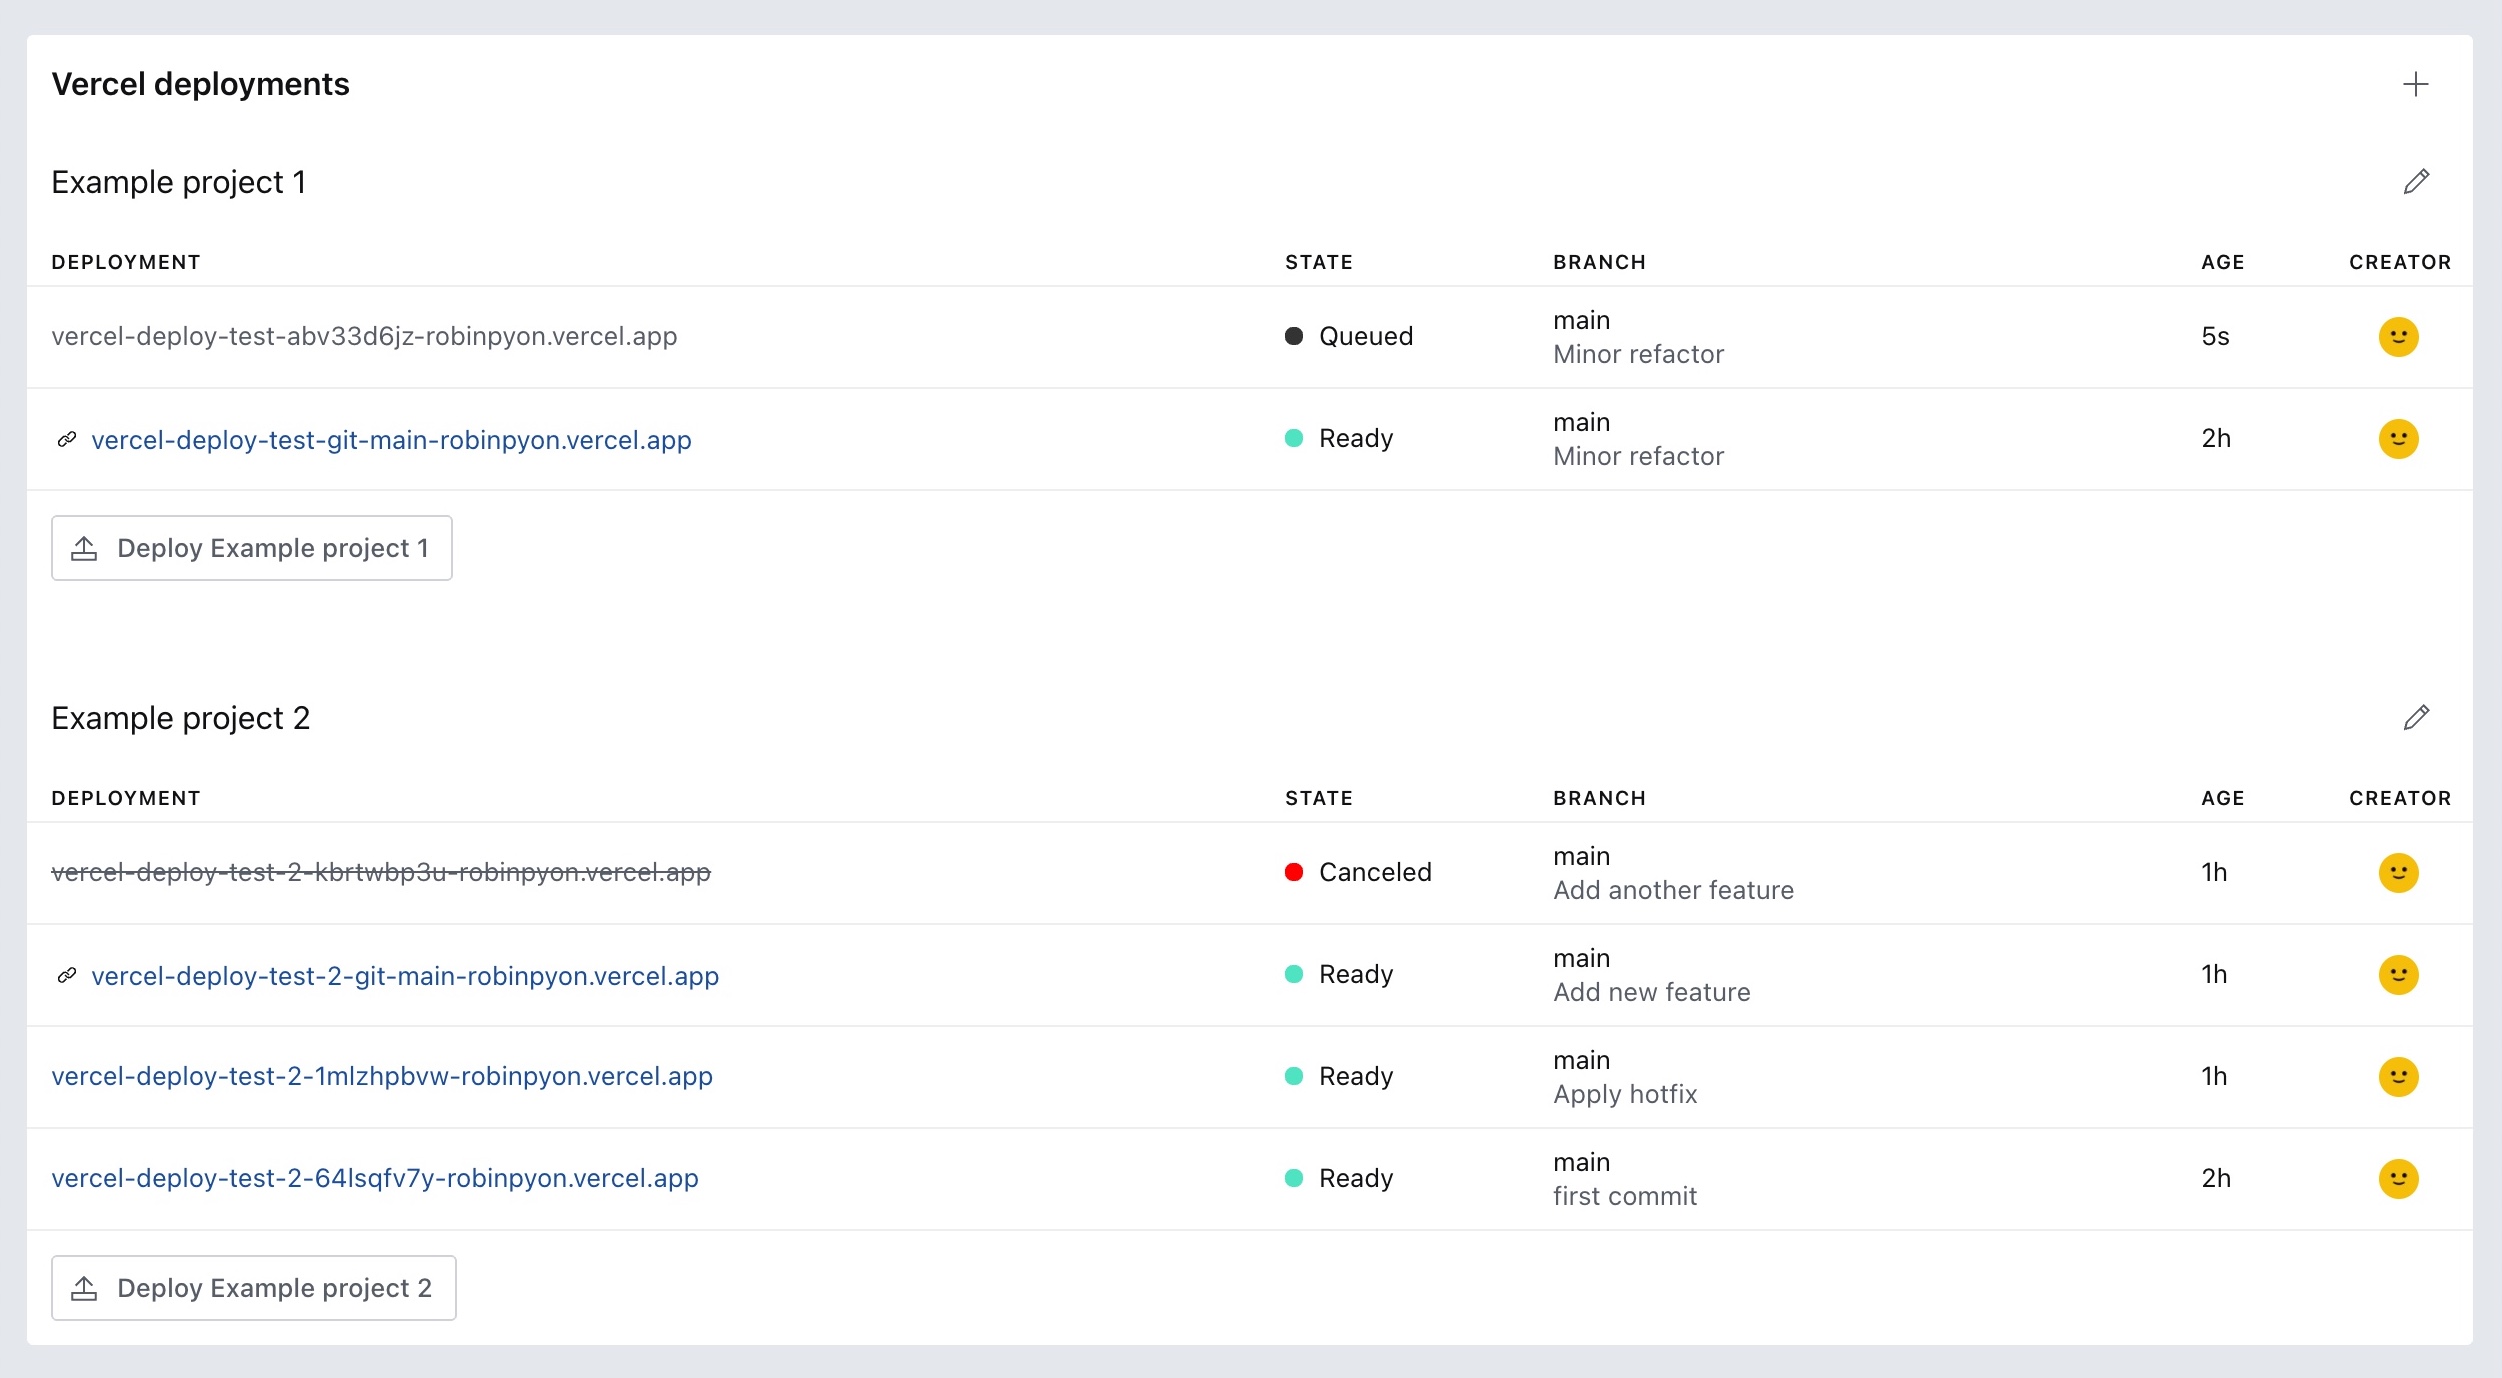 Vercel deployments
Example project 1
DEPLOYMENT STATE BRANCH AGE CREATOR
vercel-deploy-test-abv33d6jz-robinpyon.vercel.app Queued main 5s
Minor refactor
vercel-deploy-test-git-main-robinpyon.vercel.app Ready main 2h
Minor refactor
Deploy Example project 1
Example project 2
DEPLOYMENT STATE BRANCH AGE CREATOR
vercel-deploy-test-2-kbrtwbp3u-robinpyon.vercel.app Canceled main 1h
Add another feature
vercel-deploy-test-2-git-main-robinpyon.vercel.app Ready main 1h
Add new feature
vercel-deploy-test-2-1mlzhpbvw-robinpyon.vercel.app Ready main 1h
Apply hotfix
vercel-deploy-test-2-64lsqfv7y-robinpyon.vercel.app Ready main 2h
first commit
Deploy Example project 2